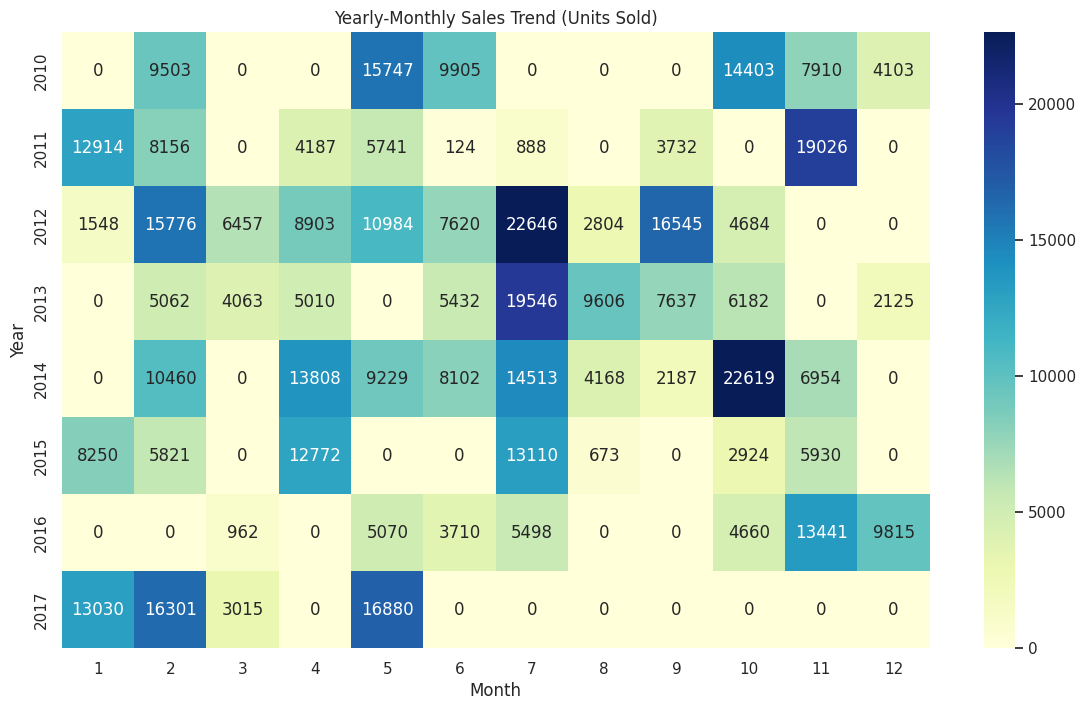 Yearly-Monthly Sales Trend (Units Sold)
Year
2010 0 9503 0 0 15747 9905 0 0 0 14403 7910 4103
2011 12914 8156 0 4187 5741 124 888 0 3732 0 19026 0
2012 1548 15776 6457 8903 10984 7620 22646 2804 16545 4684 0 0
2013 0 5062 4063 5010 0 5432 19546 9606 7637 6182 0 2125
2014 0 10460 0 13808 9229 8102 14513 4168 2187 22619 6954 0
2015 8250 5821 0 12772 0 0 13110 673 0 2924 5930 0
2016 0 0 962 0 5070 3710 5498 0 0 4660 13441 9815
2017 13030 16301 3015 0 16880 0 0 0 0 0 0 0
1 2 3 4 5 6 7 8 9 10 11 12
Month
20000
15000
10000
5000
0